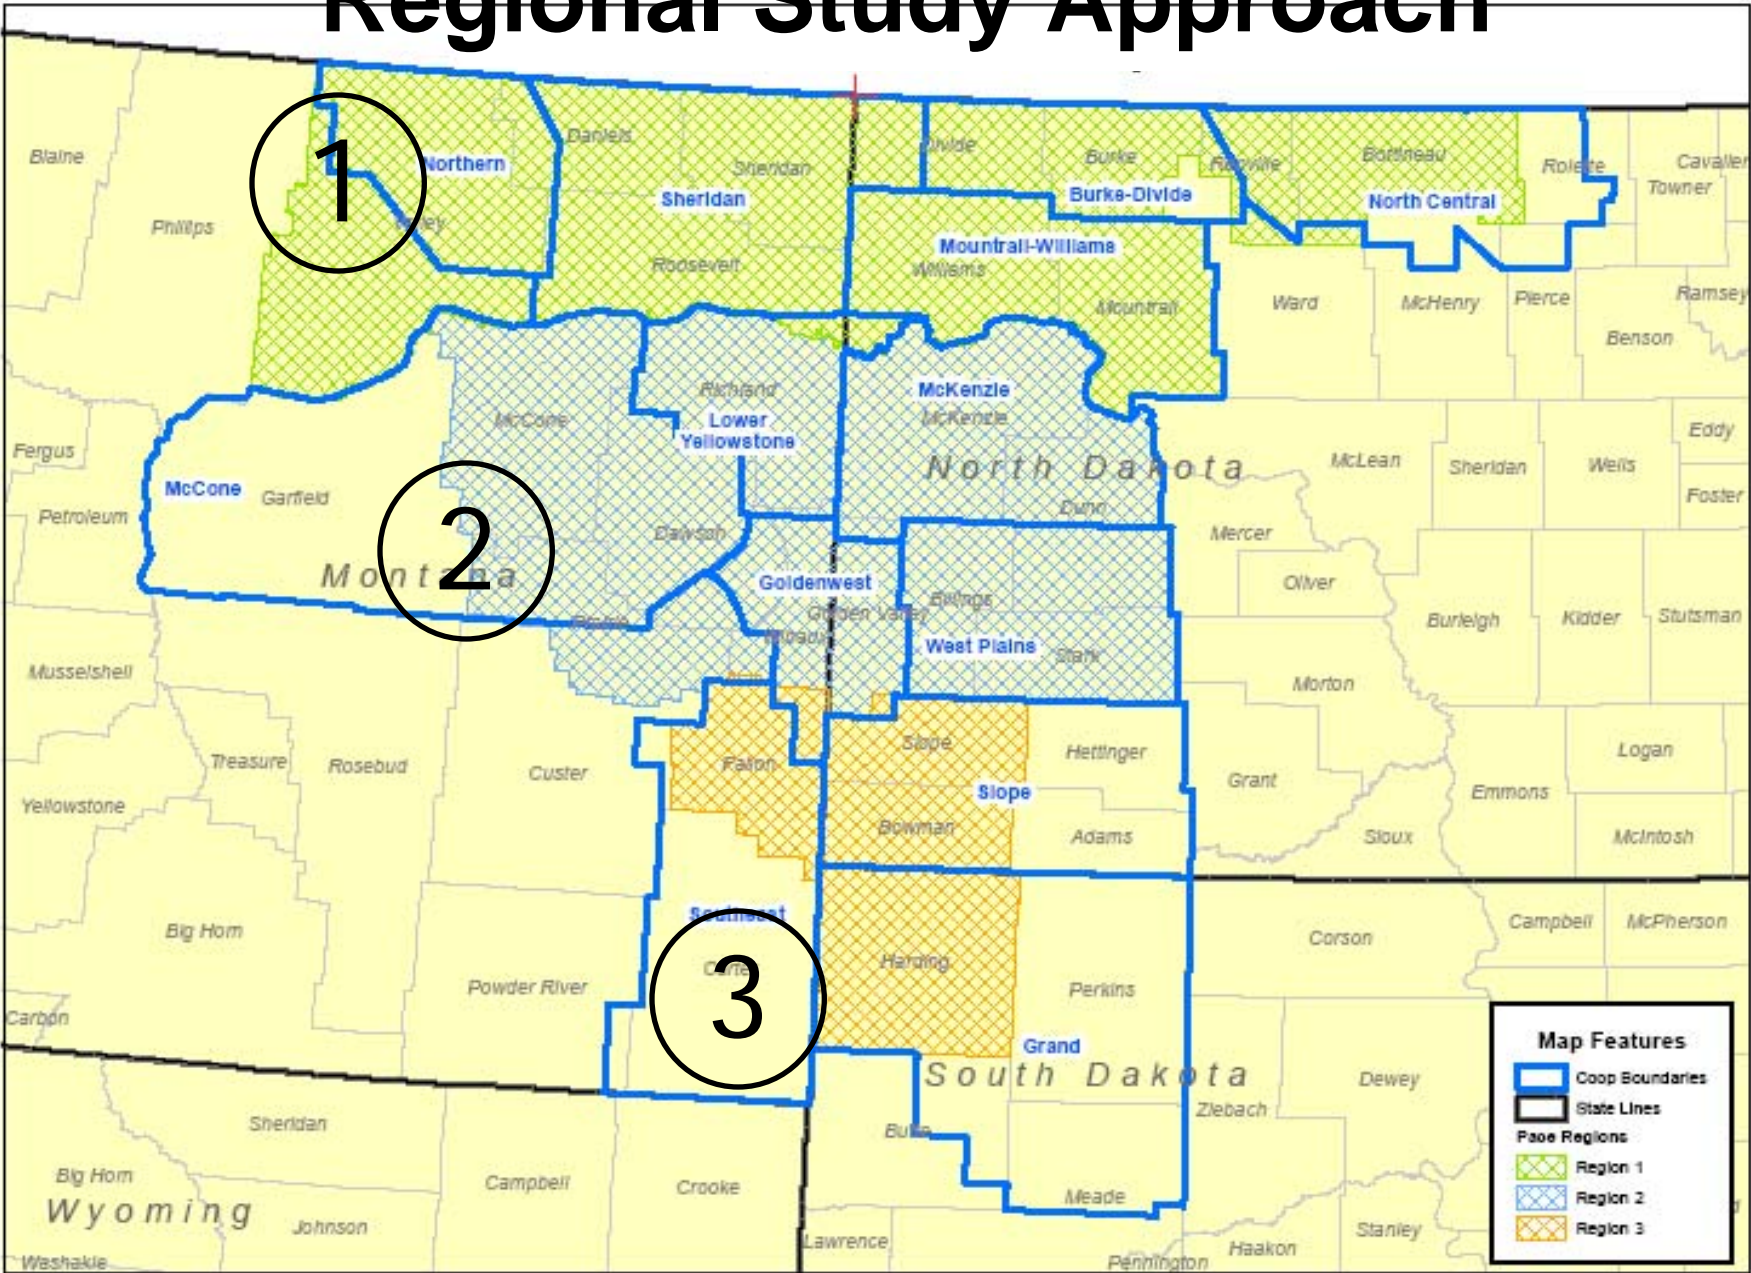 Regional Study Approach
Blaine
Phillips
1
Northern
Valley
Daniels
Sheridan
Sheridan
Roosevelt
Divide
Burke
Burke-Divide
Renville
Bottineau
North Central
Rolette
Cavalier
Towner
Mountrail-Williams
Williams
Mountrail
Ward
McHenry
Pierce
Ramsey
Benson
Fergus
Petroleum
McCone
Garfield
McCone
Richland
Lower
Yellowstone
McKenzie
McKenzie
North Dakota
Dunn
McLean
Sheridan
Wells
Eddy
Foster
Mercer
Oliver
Montana
2
Dawson
Prairie
Goldenwest
Golden Valley
Wibaux
Billings
West Plains
Stark
Burleigh
Kidder
Stutsman
Morton
Musselshell
Treasure
Rosebud
Custer
Yellowstone
Fallon
Slope
Slope
Bowman
Hettinger
Adams
Grant
Sioux
Emmons
Logan
McIntosh
Big Horn
Powder River
Carbon
Southeast
Carter
3
Harding
Perkins
Grand
South Dakota
Corson
Campbell
McPherson
Dewey
Ziebach
Butte
Meade
Sheridan
Big Horn
Wyoming
Johnson
Washakie
Campbell
Crooke
Lawrence
Pennington
Haakon
Stanley
Map Features
Coop Boundaries
State Lines
Paoe Regions
Region 1
Region 2
Region 3